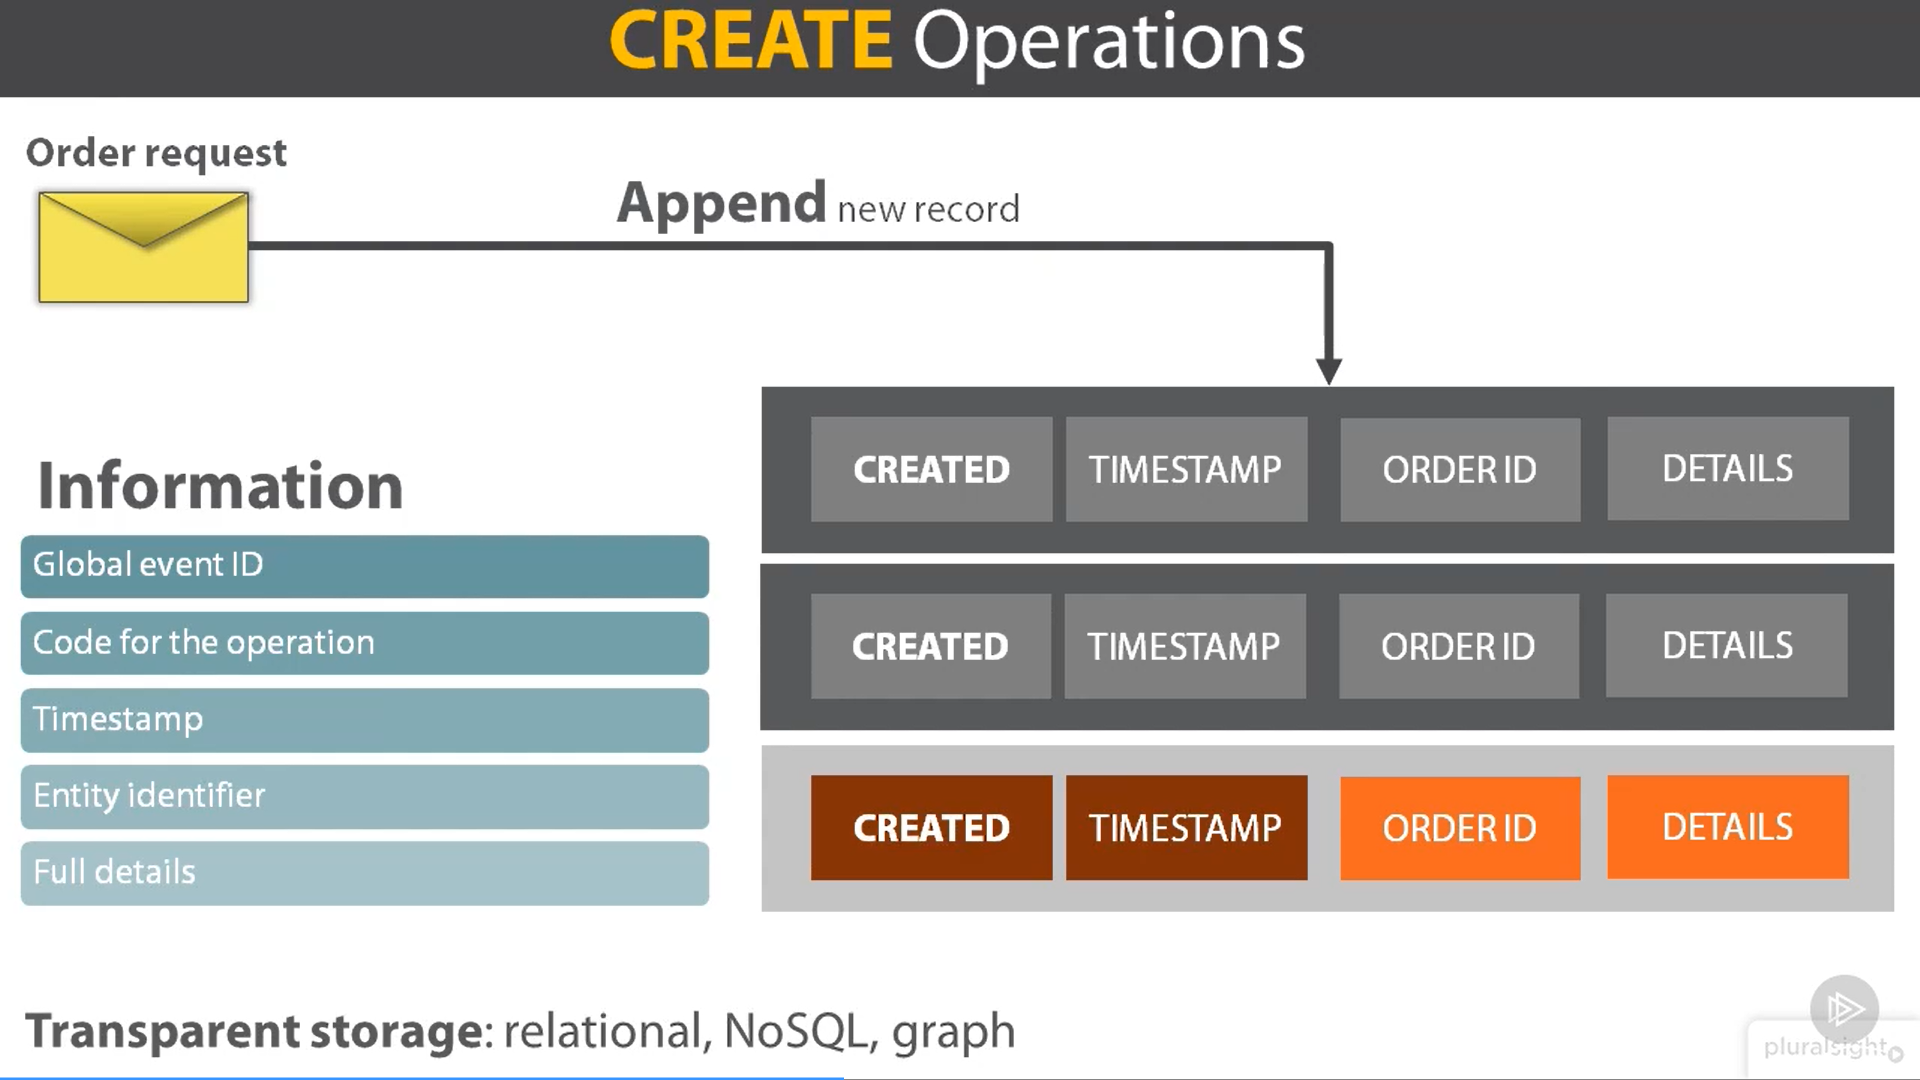 CREATE Operations
Order request
Append new record
CREATED TIMESTAMP ORDER ID DETAILS
Information
Global event ID
Code for the operation
Timestamp
Entity identifier
Full details
CREATED TIMESTAMP ORDER ID DETAILS
CREATED TIMESTAMP ORDER ID DETAILS
Transparent storage: relational, NoSQL, graph
pluralsight